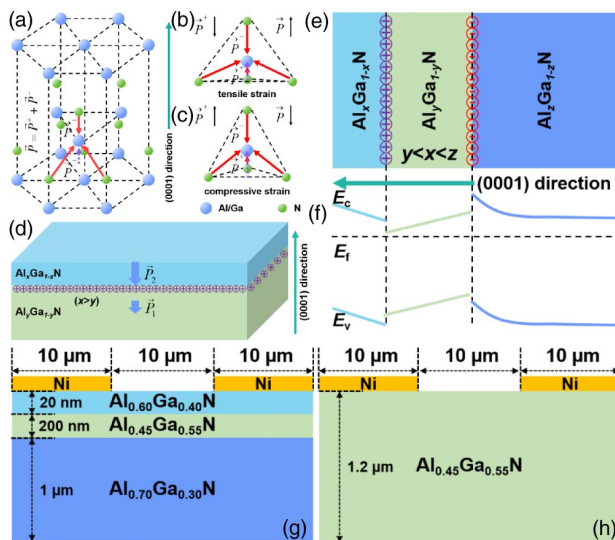 (a)
P⃗ = P⃗⁺ + P⃗⁻
P⃗⁻
P⃗⁺
(0001) direction
(b)
P⃗⁺
P⃗
P⃗⁻
tensile strain
(c)
P⃗⁺
P⃗
P⃗⁻
compressive strain
Al/Ga
N
(d)
AlxGa1-xN
P⃗2
(x>y)
P⃗1
AlyGa1-yN
(0001) direction
(e)
AlxGa1-xN
AlyGa1-yN
AlzGa1-zN
y<x<z
(0001) direction
(f)
Ec
Ef
Ev
10 μm 10 μm 10 μm
Ni Ni
20 nm Al0.60Ga0.40N
200 nm Al0.45Ga0.55N
1 μm Al0.70Ga0.30N
(g)
10 μm 10 μm 10 μm
Ni Ni
1.2 μm Al0.45Ga0.55N
(h)